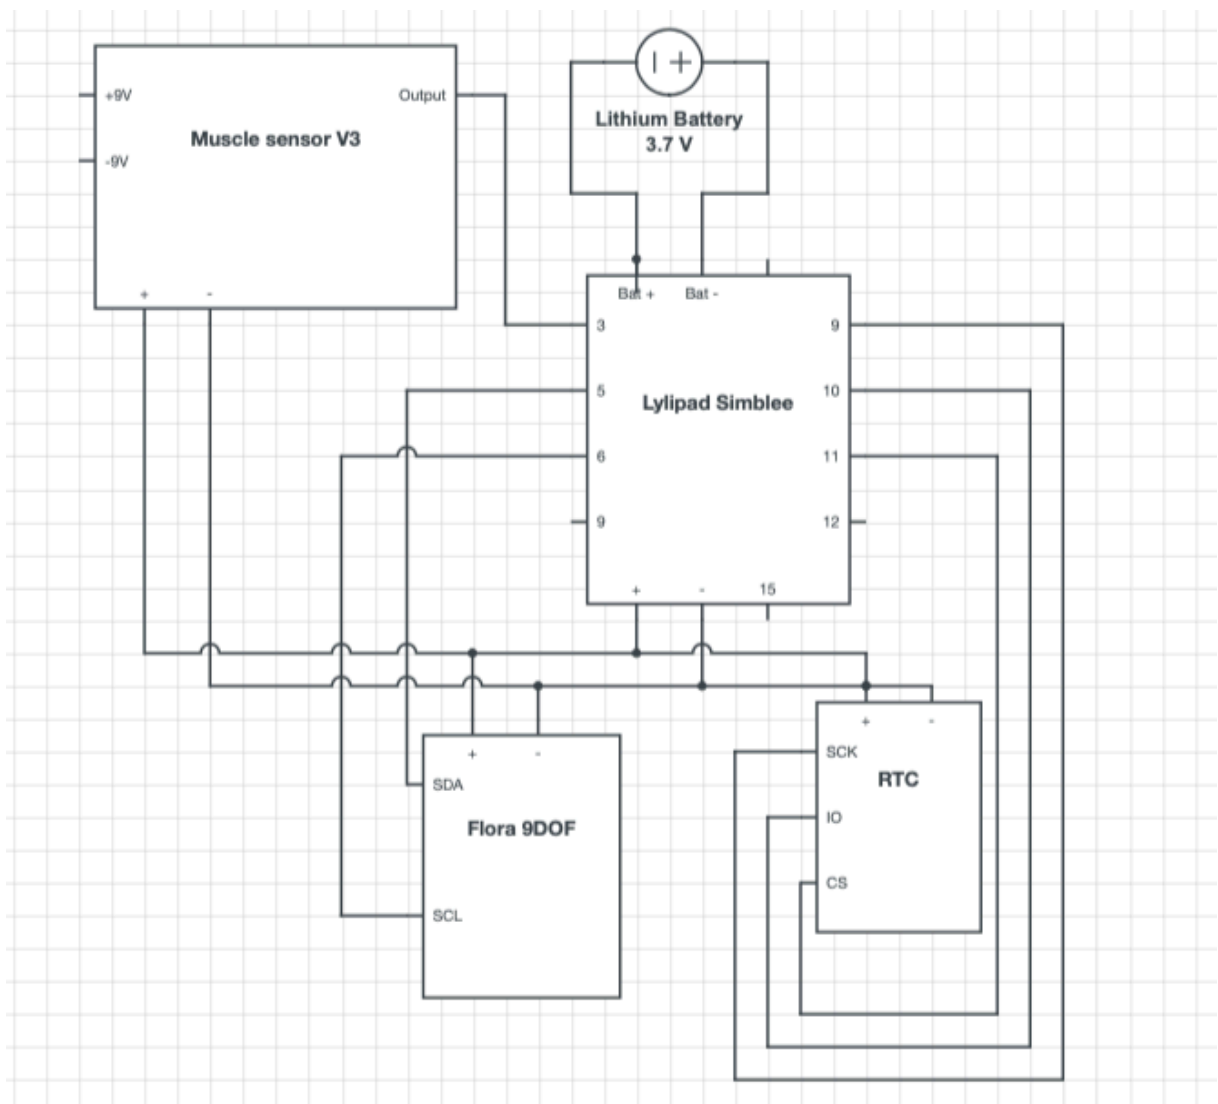 +9V
Output
Muscle sensor V3
-9V
+ -
Lithium Battery
3.7 V
Bat + Bat -
3 9
5 10
Lylipad Simblee
6 11
9 12
+ - 15
+ -
SCK
RTC
IO
CS
+ -
SDA
Flora 9DOF
SCL